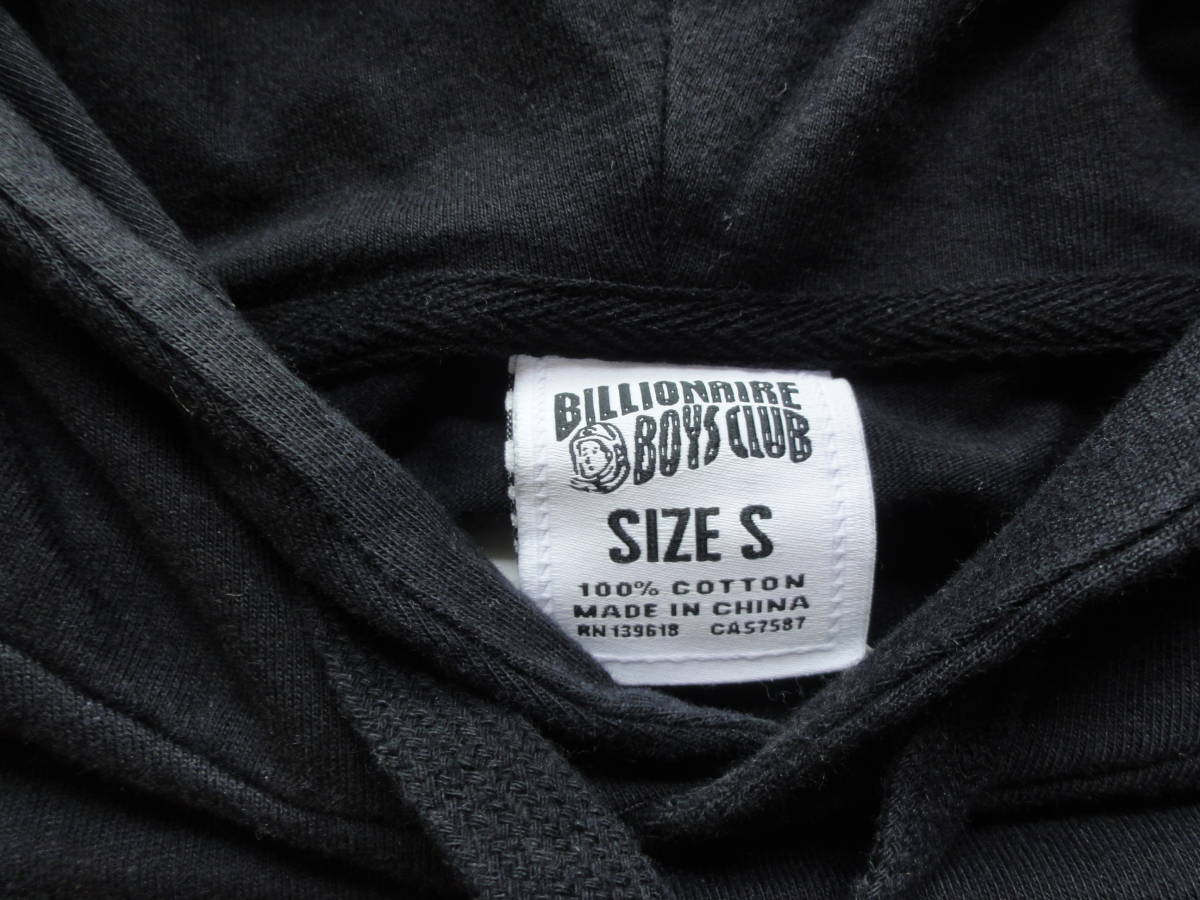 BILLIONAIRE
BOYS CLUB
SIZE S
100% COTTON
MADE IN CHINA
RN 139618 CA57587